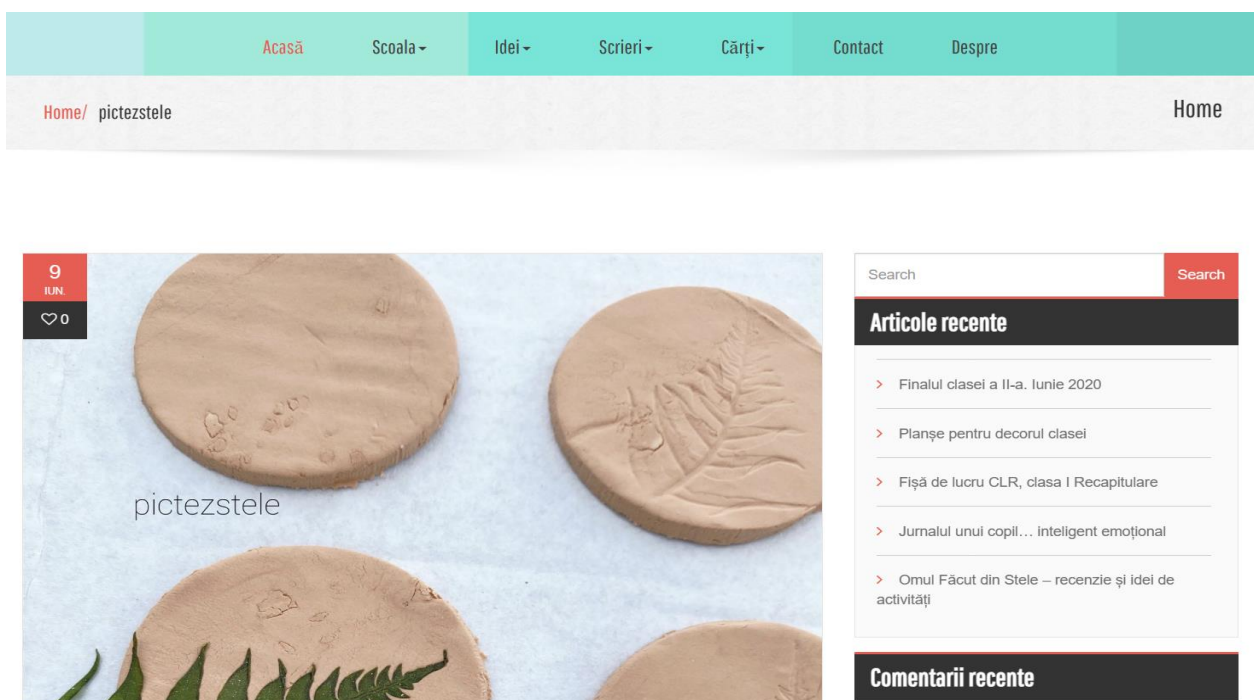 Acasă Scoala Idei Scrieri Cărți Contact Despre
Home/ pictezstele
Home
9
IUN.
0
pictezstele
Search Search
Articole recente
Finalul clasei a II-a. Iunie 2020
Planșe pentru decorul clasei
Fișă de lucru CLR, clasa I Recapitulare
Jurnalul unui copil… inteligent emoțional
Omul Făcut din Stele – recenzie și idei de
activități
Comentarii recente